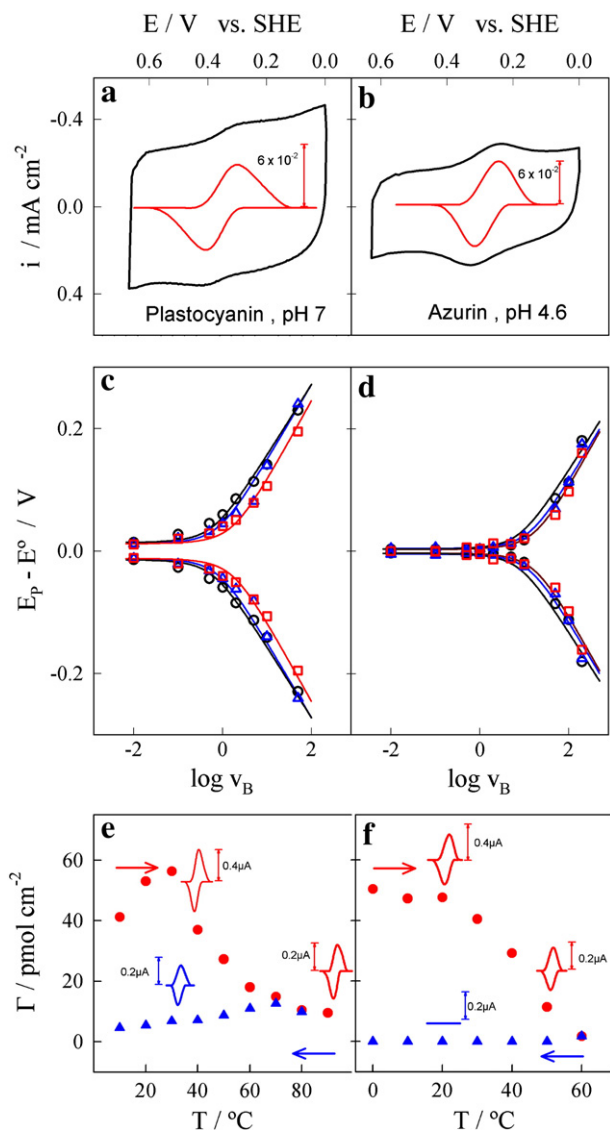 E / V vs. SHE E / V vs. SHE
0.6 0.4 0.2 0.0 0.6 0.4 0.2 0.0
a b
-0.4
0.0
0.4
i / mA cm-2
6 x 10-2 6 x 10-2
Plastocyanin , pH 7 Azurin , pH 4.6
c d
0.2
0.0
-0.2
EP - Eº / V
-2 0 2 -2 0 2
log vB log vB
e f
60
50
40
30
20
10
0
Γ / pmol cm-2
0.4µA 0.4µA
0.2µA 0.2µA 0.2µA
0.2µA
20 40 60 80 0 20 40 60
T / ºC T / ºC